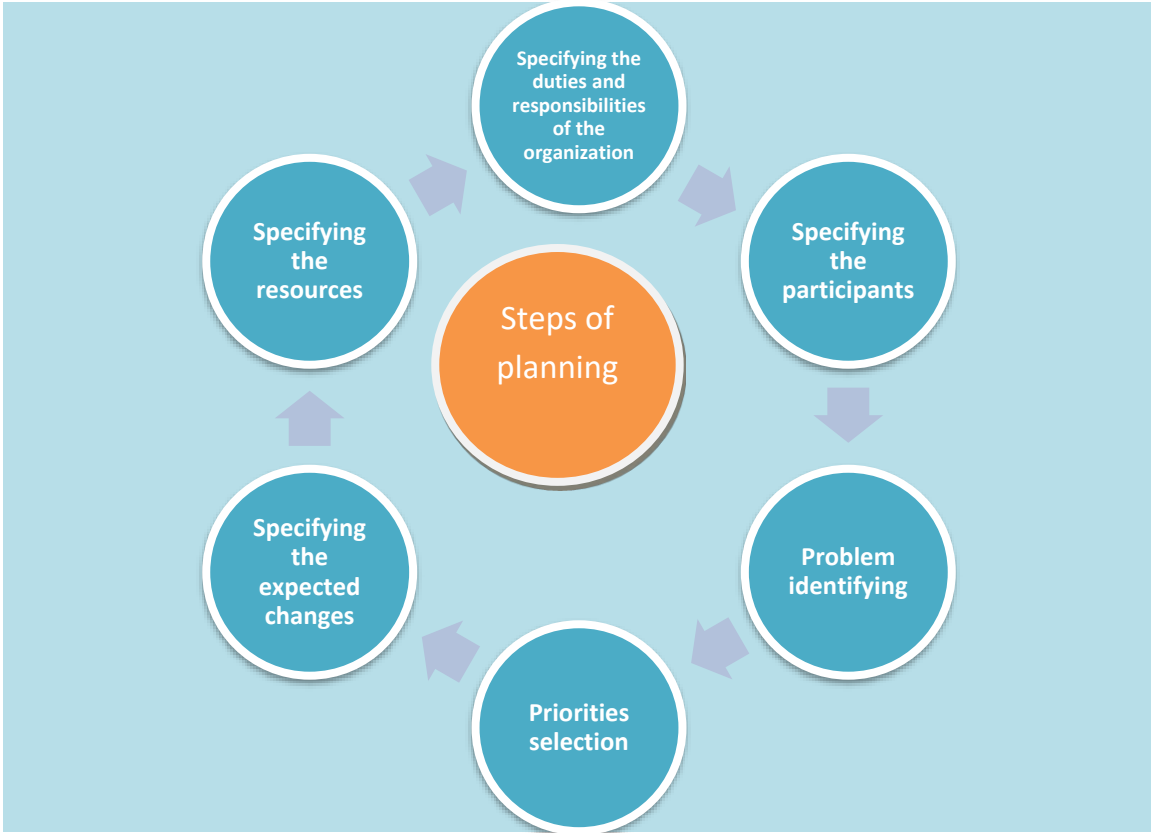 Specifying the
duties and
responsibilities
of the
organization
Specifying
the
participants
Problem
identifying
Priorities
selection
Specifying
the
expected
changes
Specifying
the
resources
Steps of
planning